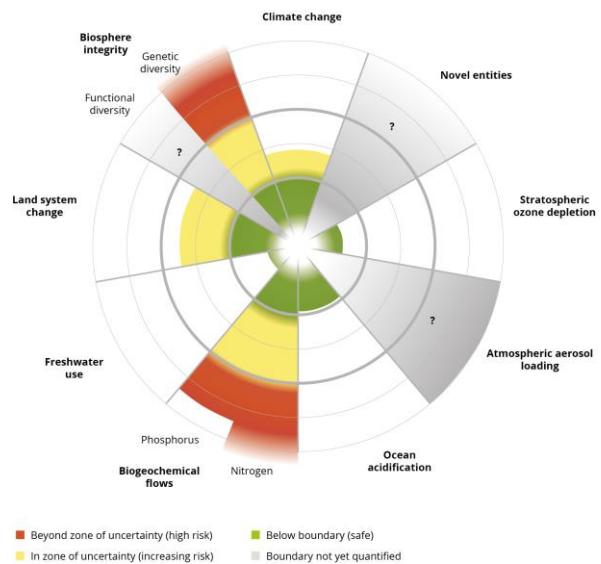 Climate change
Biosphere
integrity
Genetic
diversity
Novel entities
Functional
diversity
?
?
Land system
change
Stratospheric
ozone depletion
?
Freshwater
use
Atmospheric aerosol
loading
Phosphorus
Ocean
acidification
Biogeochemical
flows
Nitrogen
Beyond zone of uncertainty (high risk)
Below boundary (safe)
In zone of uncertainty (increasing risk)
Boundary not yet quantified